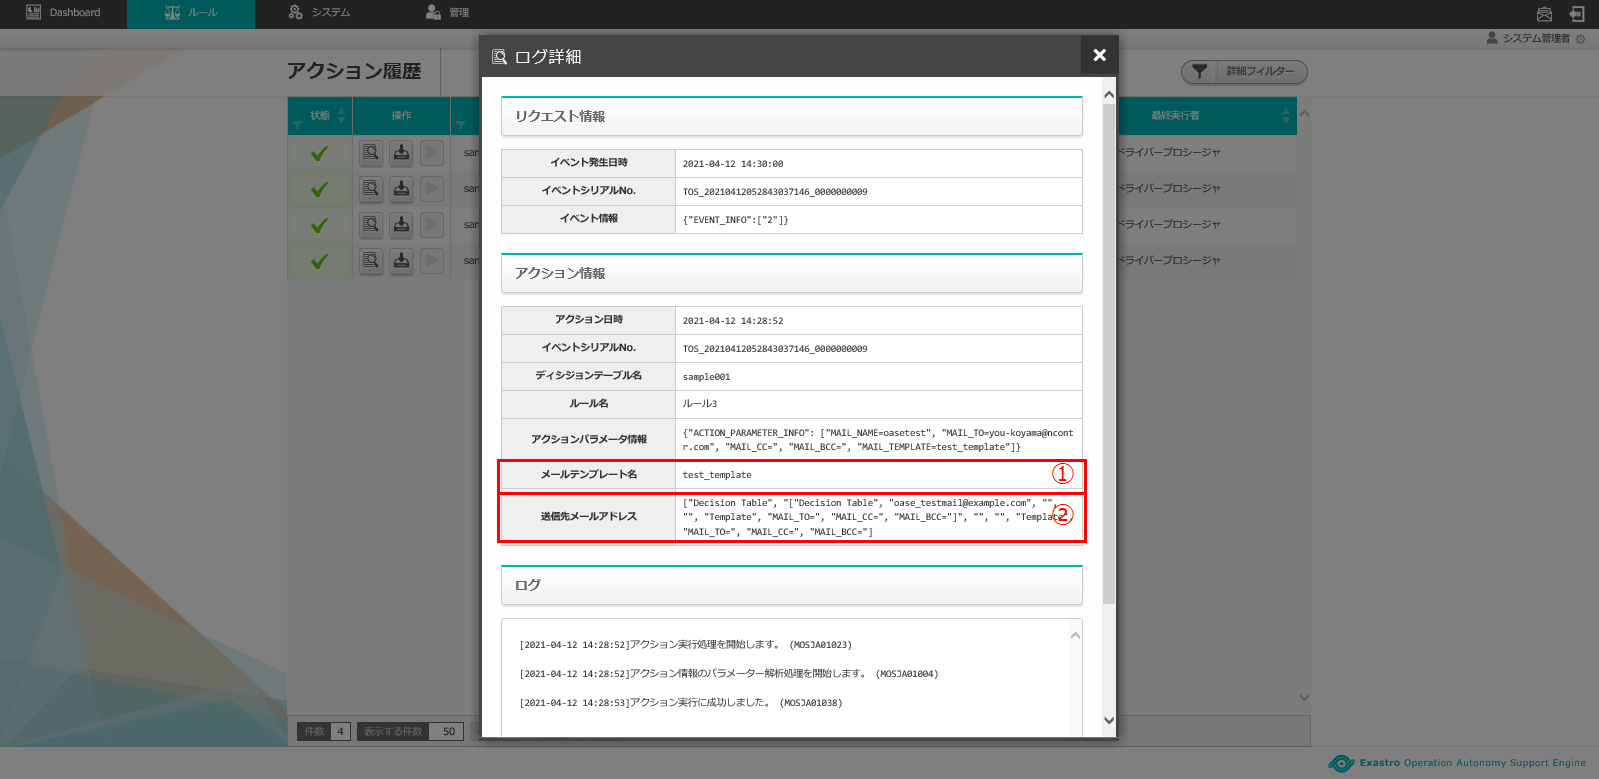 Dashboard
ルール
システム
管理
システム管理者
アクション履歴
詳細フィルター
状態
操作
最終実行者
san
ドライバープロシージャ
san
ドライバープロシージャ
san
ドライバープロシージャ
san
ドライバープロシージャ
ログ詳細
リクエスト情報
イベント発生日時 2021-04-12 14:30:00
イベントシリアルNo. TOS_20210412052843037146_0000000009
イベント情報 {"EVENT_INFO":["2"]}
アクション情報
アクション日時 2021-04-12 14:28:52
イベントシリアルNo. TOS_20210412052843037146_0000000009
ディシジョンテーブル名 sample001
ルール名 ルール3
アクションパラメータ情報 {"ACTION_PARAMETER_INFO": ["MAIL_NAME=oasetest", "MAIL_TO=you-koyama@ncont
r.com", "MAIL_CC=", "MAIL_BCC=", "MAIL_TEMPLATE=test_template"]}
メールテンプレート名 test_template ①
送信先メールアドレス ["Decision Table", "["Decision Table", "oase_testmail@example.com", "",
"", "Template", "MAIL_TO=", "MAIL_CC=", "MAIL_BCC="]", "", "", "Template", ②
"MAIL_TO=", "MAIL_CC=", "MAIL_BCC="]
ログ
[2021-04-12 14:28:52]アクション実行処理を開始します。 (MOSJA01023)
[2021-04-12 14:28:52]アクション情報のパラメーター解析処理を開始します。 (MOSJA01004)
[2021-04-12 14:28:53]アクション実行に成功しました。 (MOSJA01038)
件数 4
表示する件数 50
Exastro Operation Autonomy Support Engine